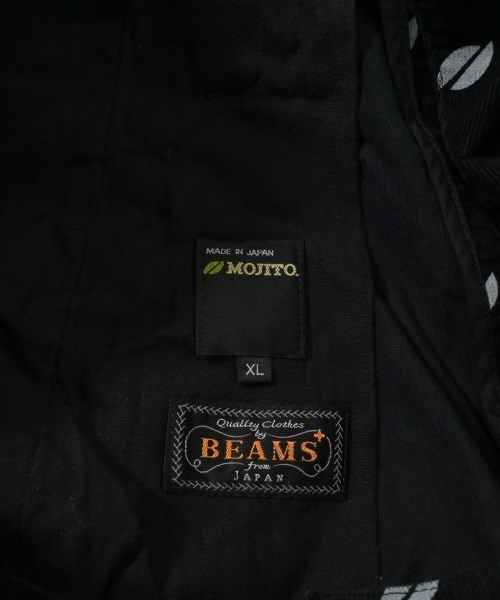 MADE IN JAPAN
MOJITO.
XL
Quality Clothes
by
BEAMS+
from
JAPAN